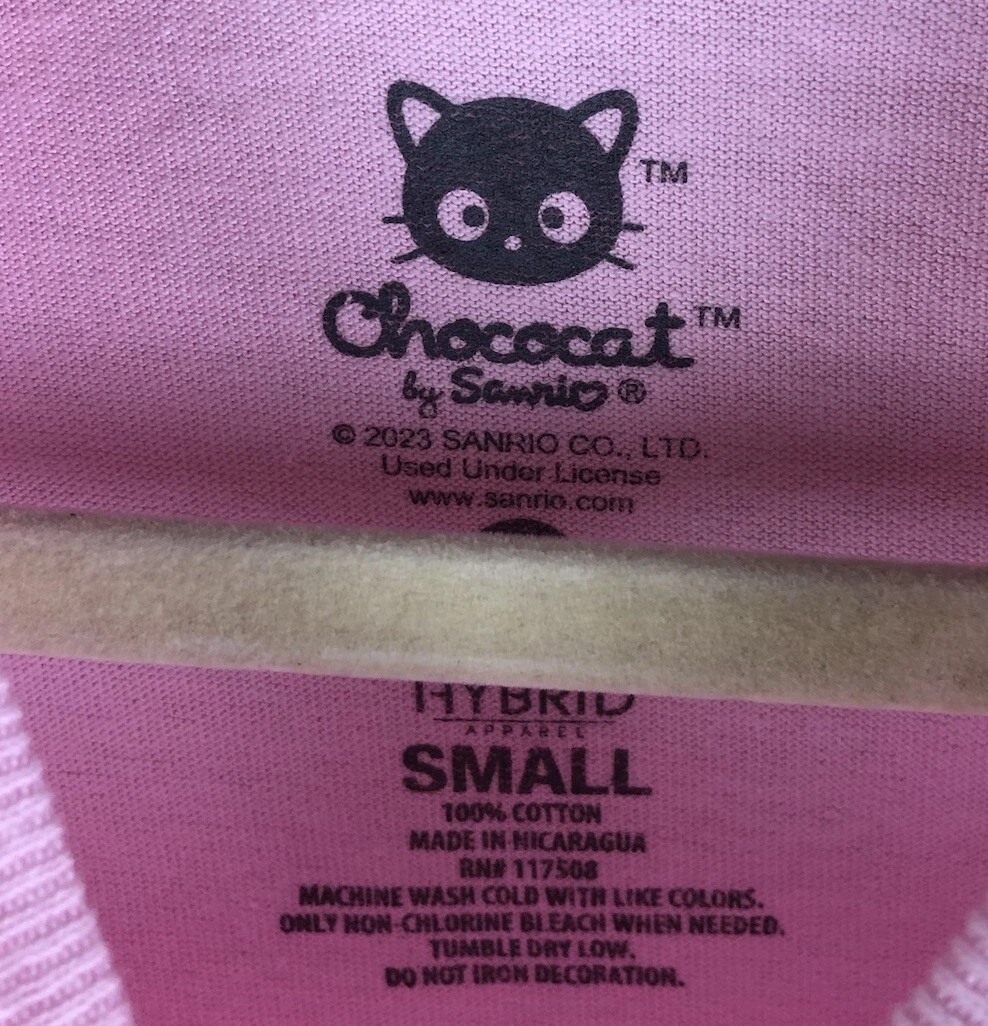 TM
Chococat TM
by Sanrio ®
© 2023 SANRIO CO., LTD.
Used Under License
www.sanrio.com
HYBRID
APPAREL
SMALL
100% COTTON
MADE IN NICARAGUA
RN# 117508
MACHINE WASH COLD WITH LIKE COLORS.
ONLY NON-CHLORINE BLEACH WHEN NEEDED.
TUMBLE DRY LOW.
DO NOT IRON DECORATION.